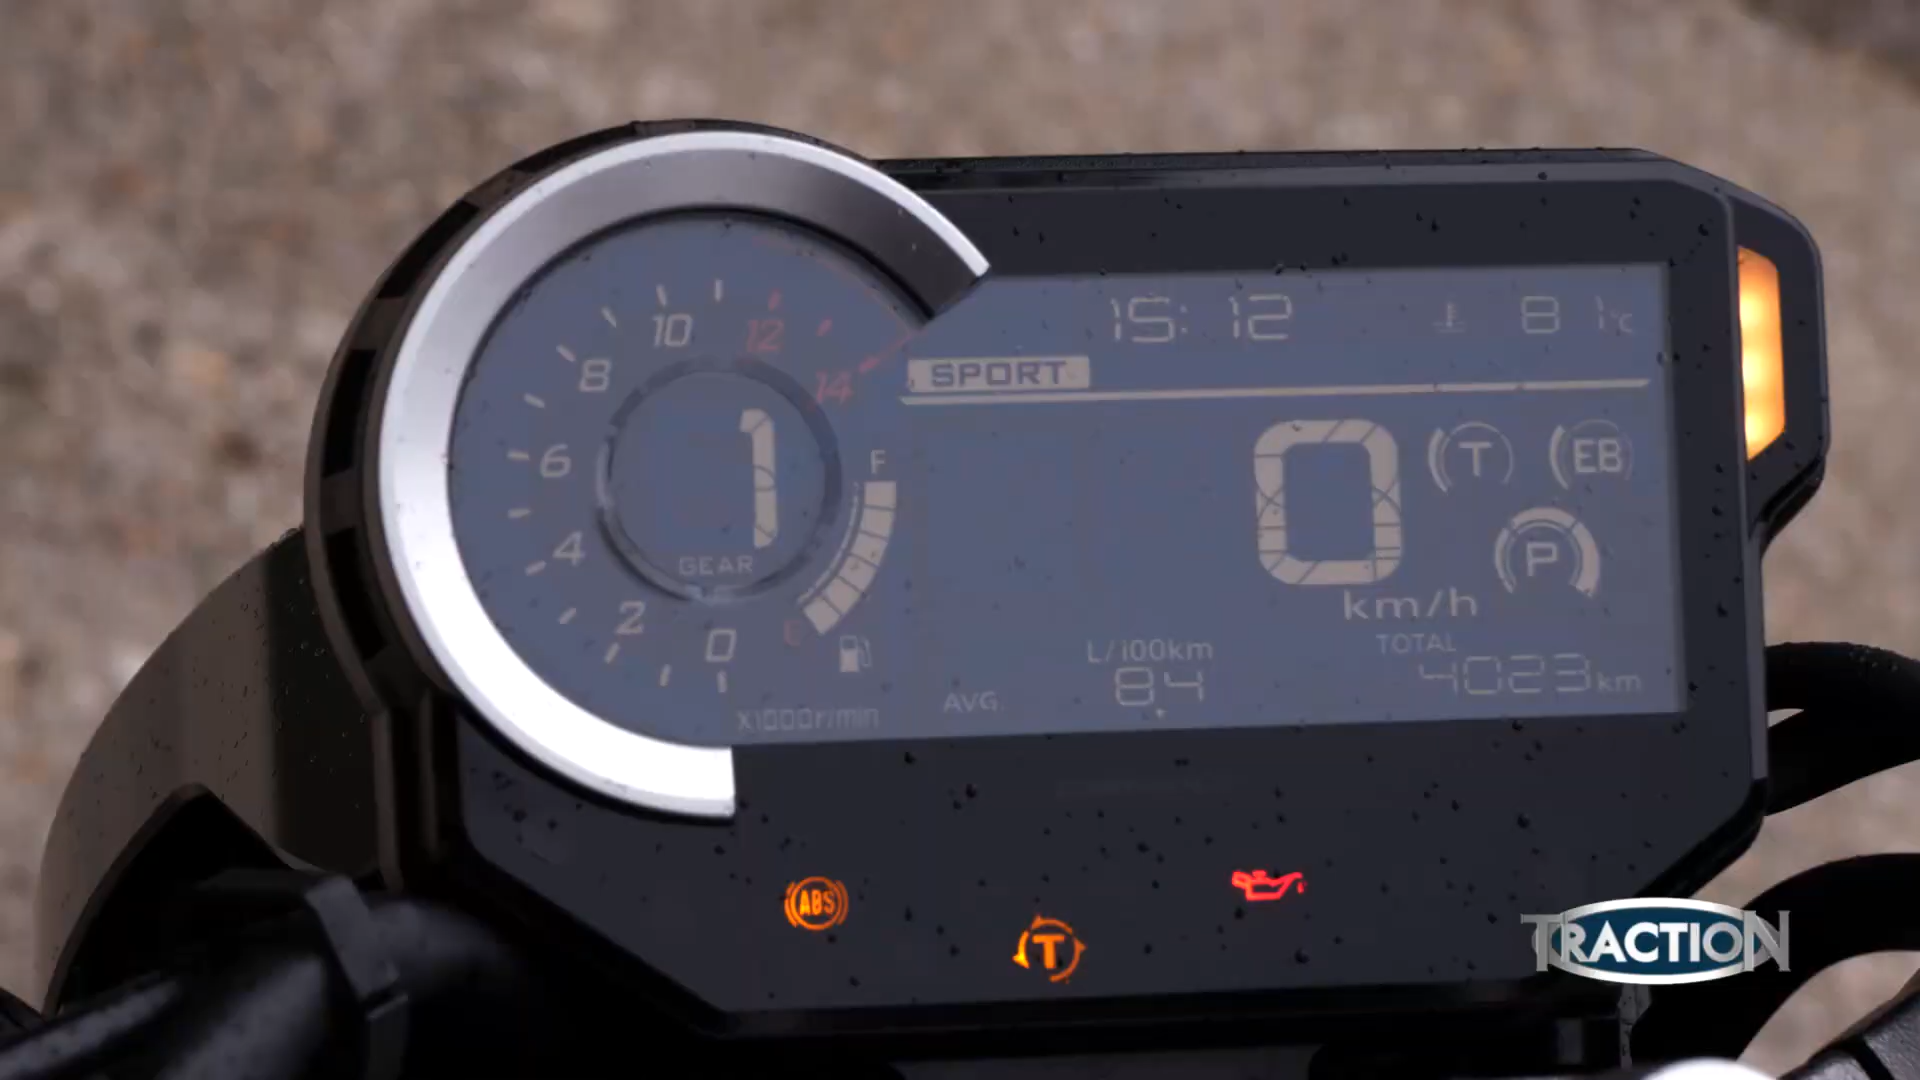 15:12
81°C
SPORT
10
12
8
14
6
4
2
0
1
GEAR
F
E
X1000r/min
0
km/h
T
EB
P
AVG.
L/100km
8.4
TOTAL
4023km
ABS
T
TRACTION